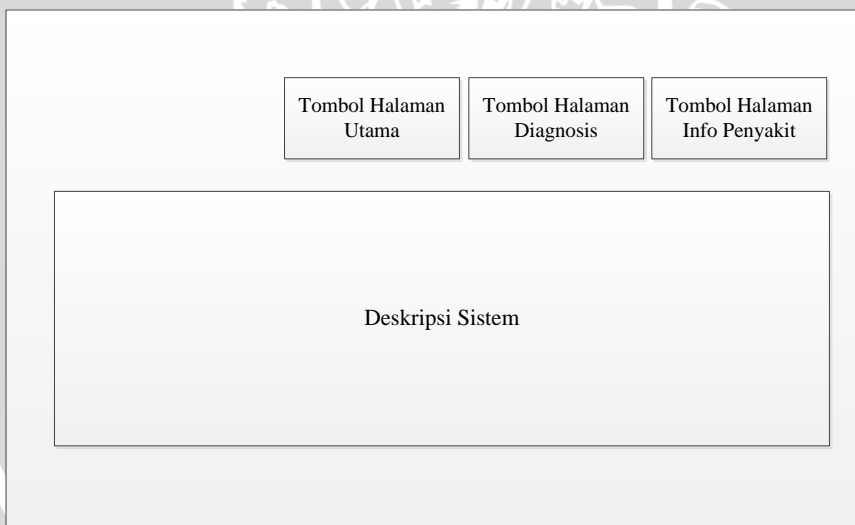 Tombol Halaman
Utama
Tombol Halaman
Diagnosis
Tombol Halaman
Info Penyakit
Deskripsi Sistem